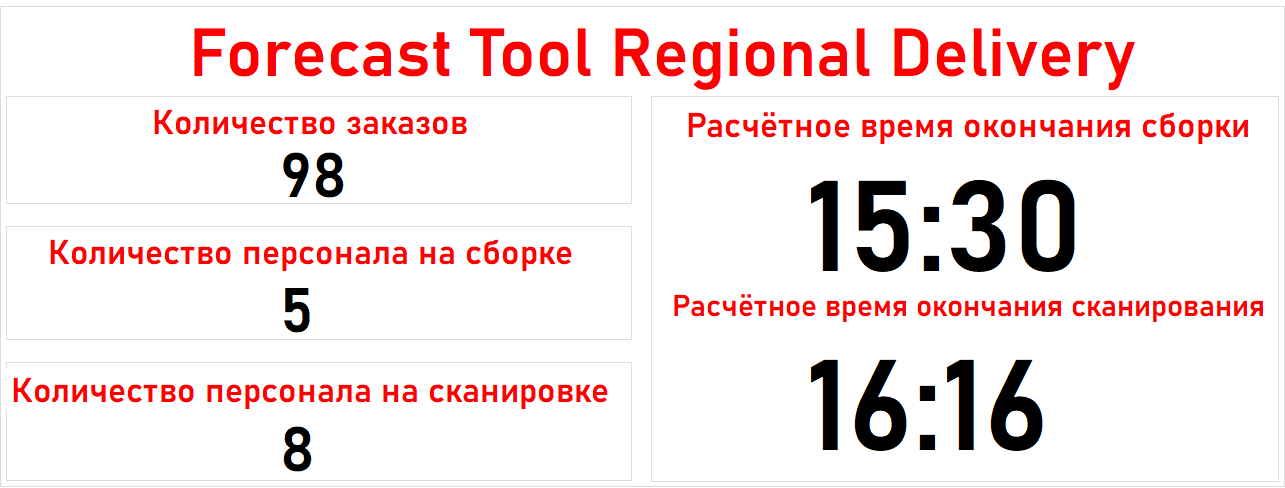 Forecast Tool Regional Delivery
Количество заказов
98
Количество персонала на сборке
5
Количество персонала на сканировке
8
Расчётное время окончания сборки
15:30
Расчётное время окончания сканирования
16:16